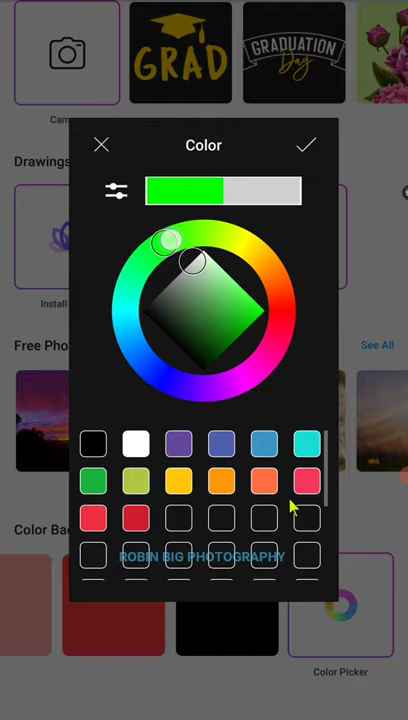 GRAD
GRADUATION
Day
Cam
Color
Drawings
Install
Free Pho
See All
Color Ba
ROBIN BIG PHOTOGRAPHY
Color Picker